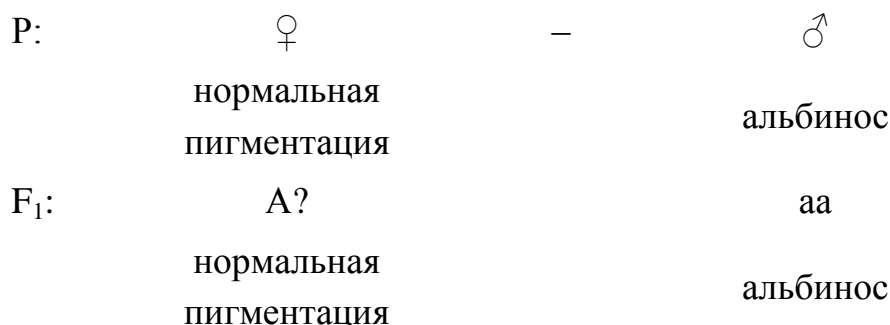 P: ♀ – ♂
нормальная
пигментация
альбинос
F₁: A? aa
нормальная
пигментация
альбинос